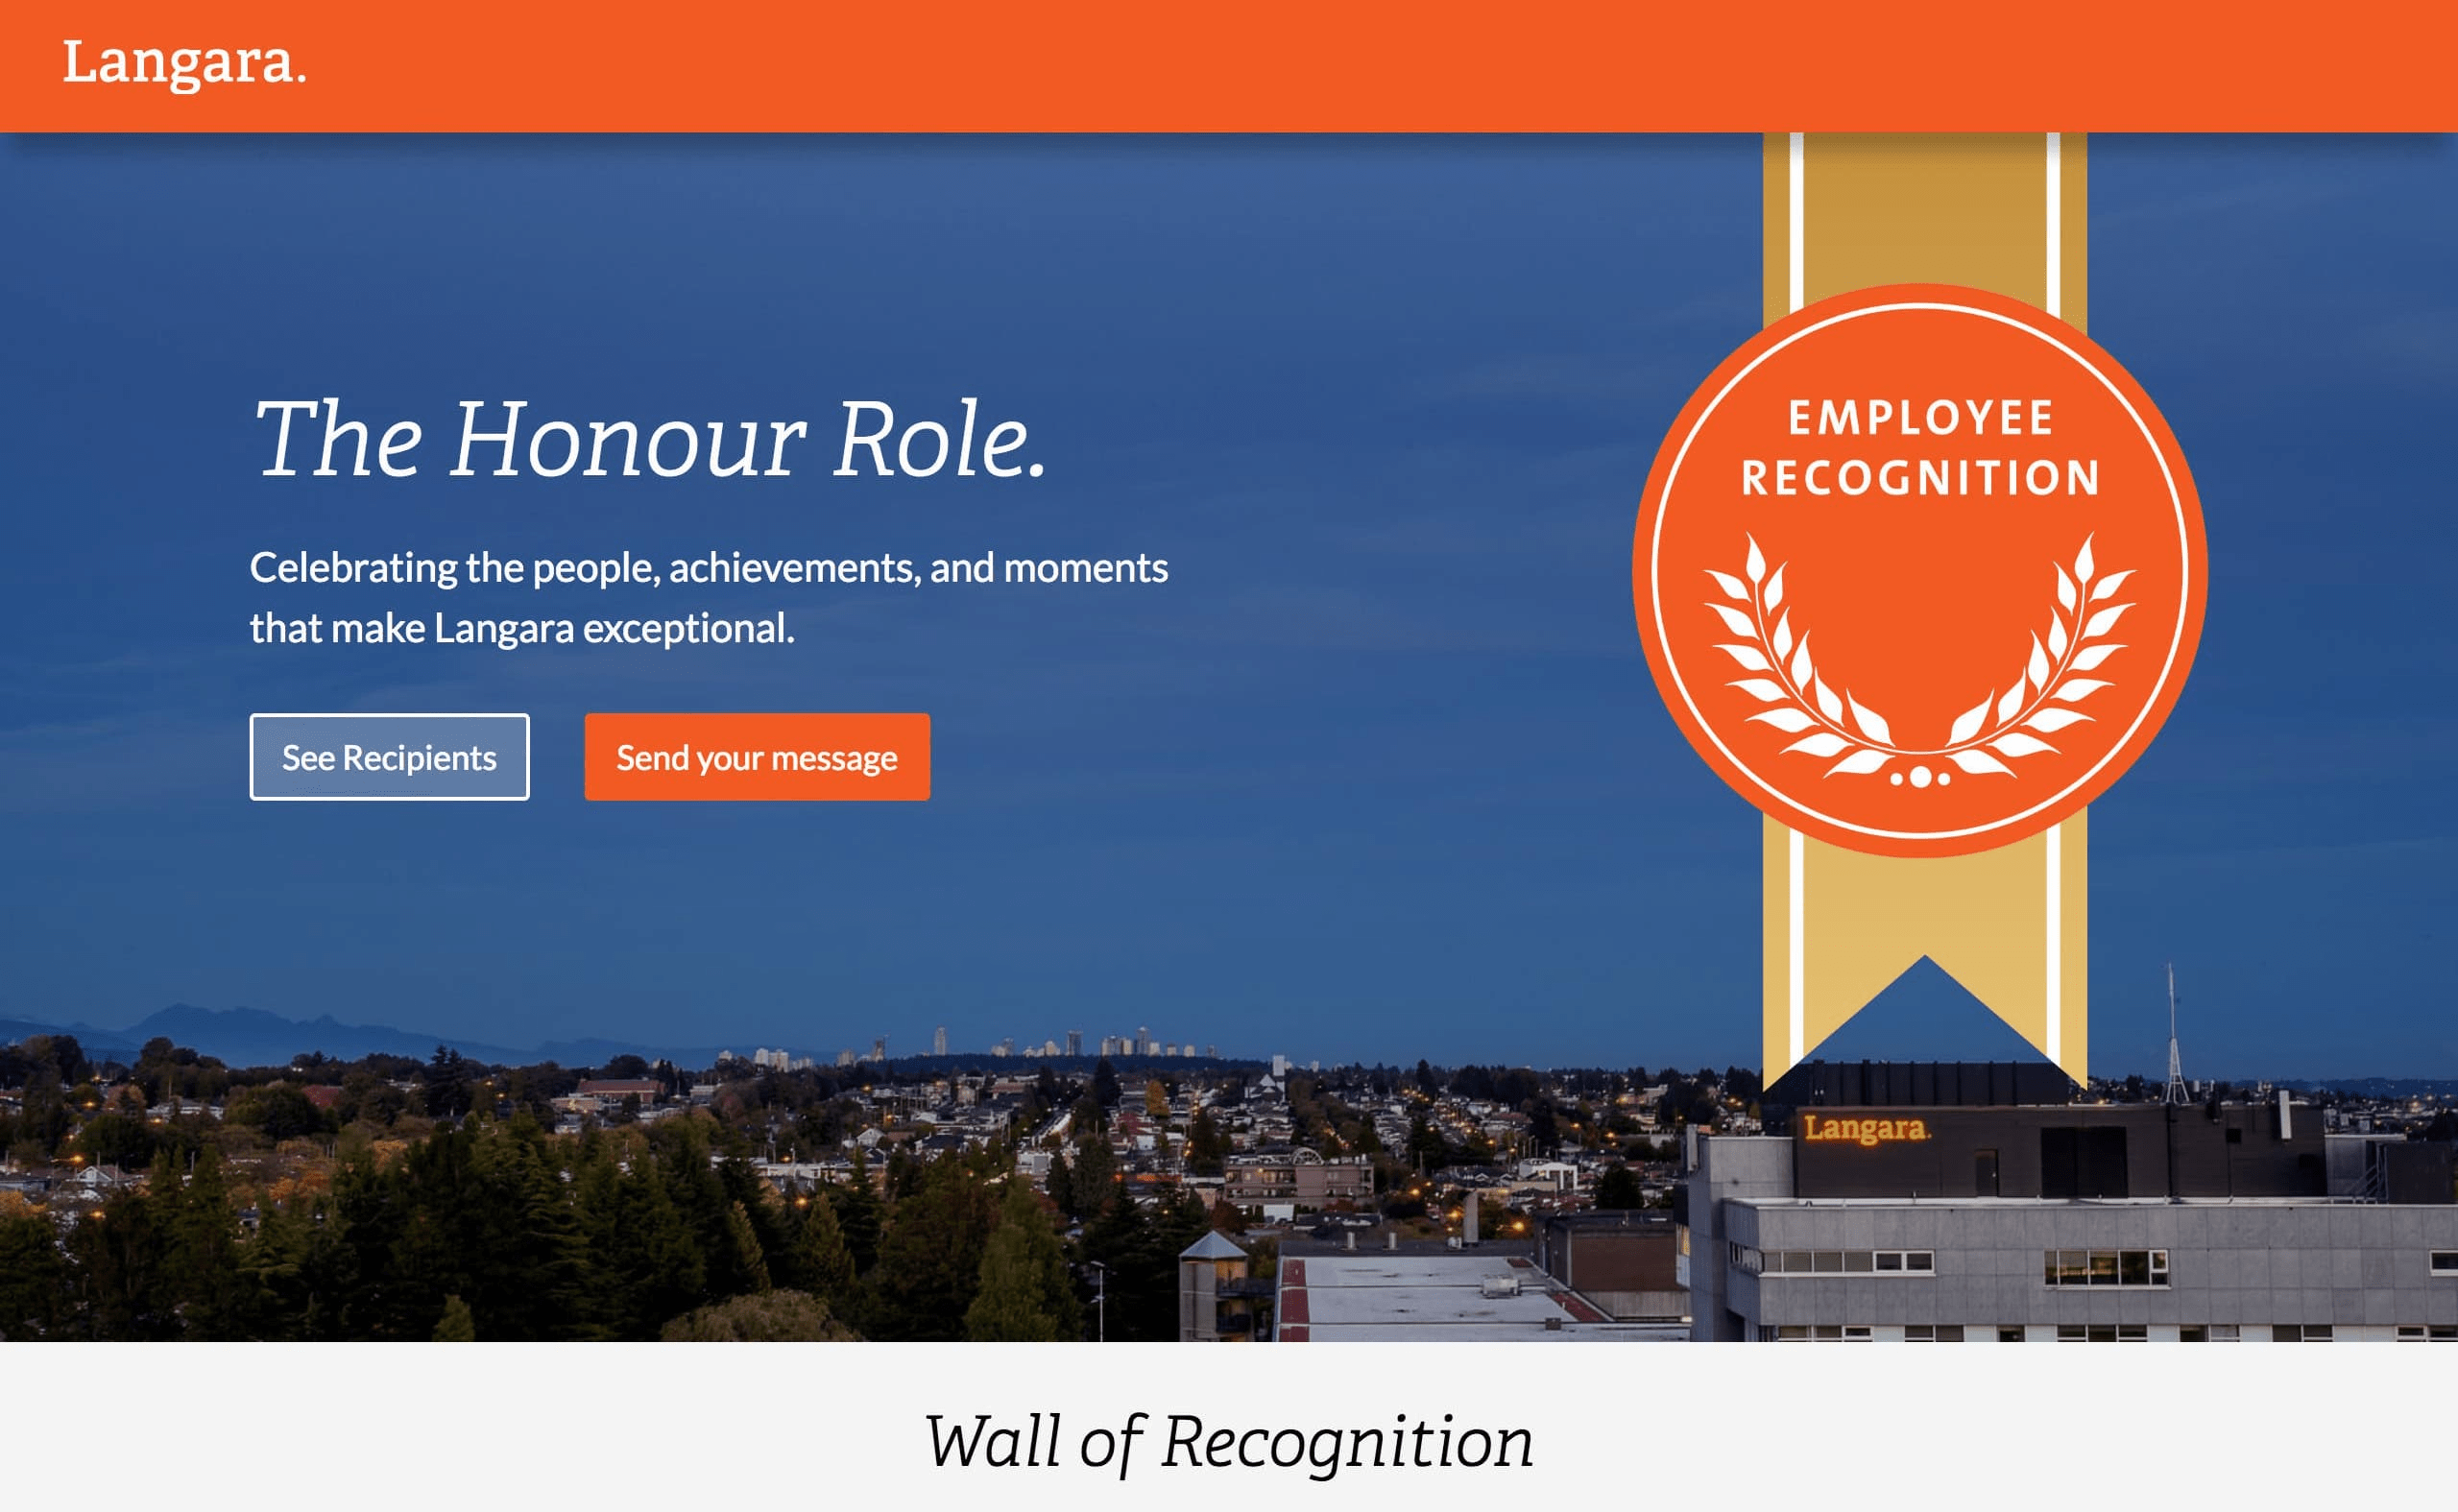 Langara.
The Honour Role.
Celebrating the people, achievements, and moments
that make Langara exceptional.
See Recipients
Send your message
EMPLOYEE
RECOGNITION
Langara.
Wall of Recognition